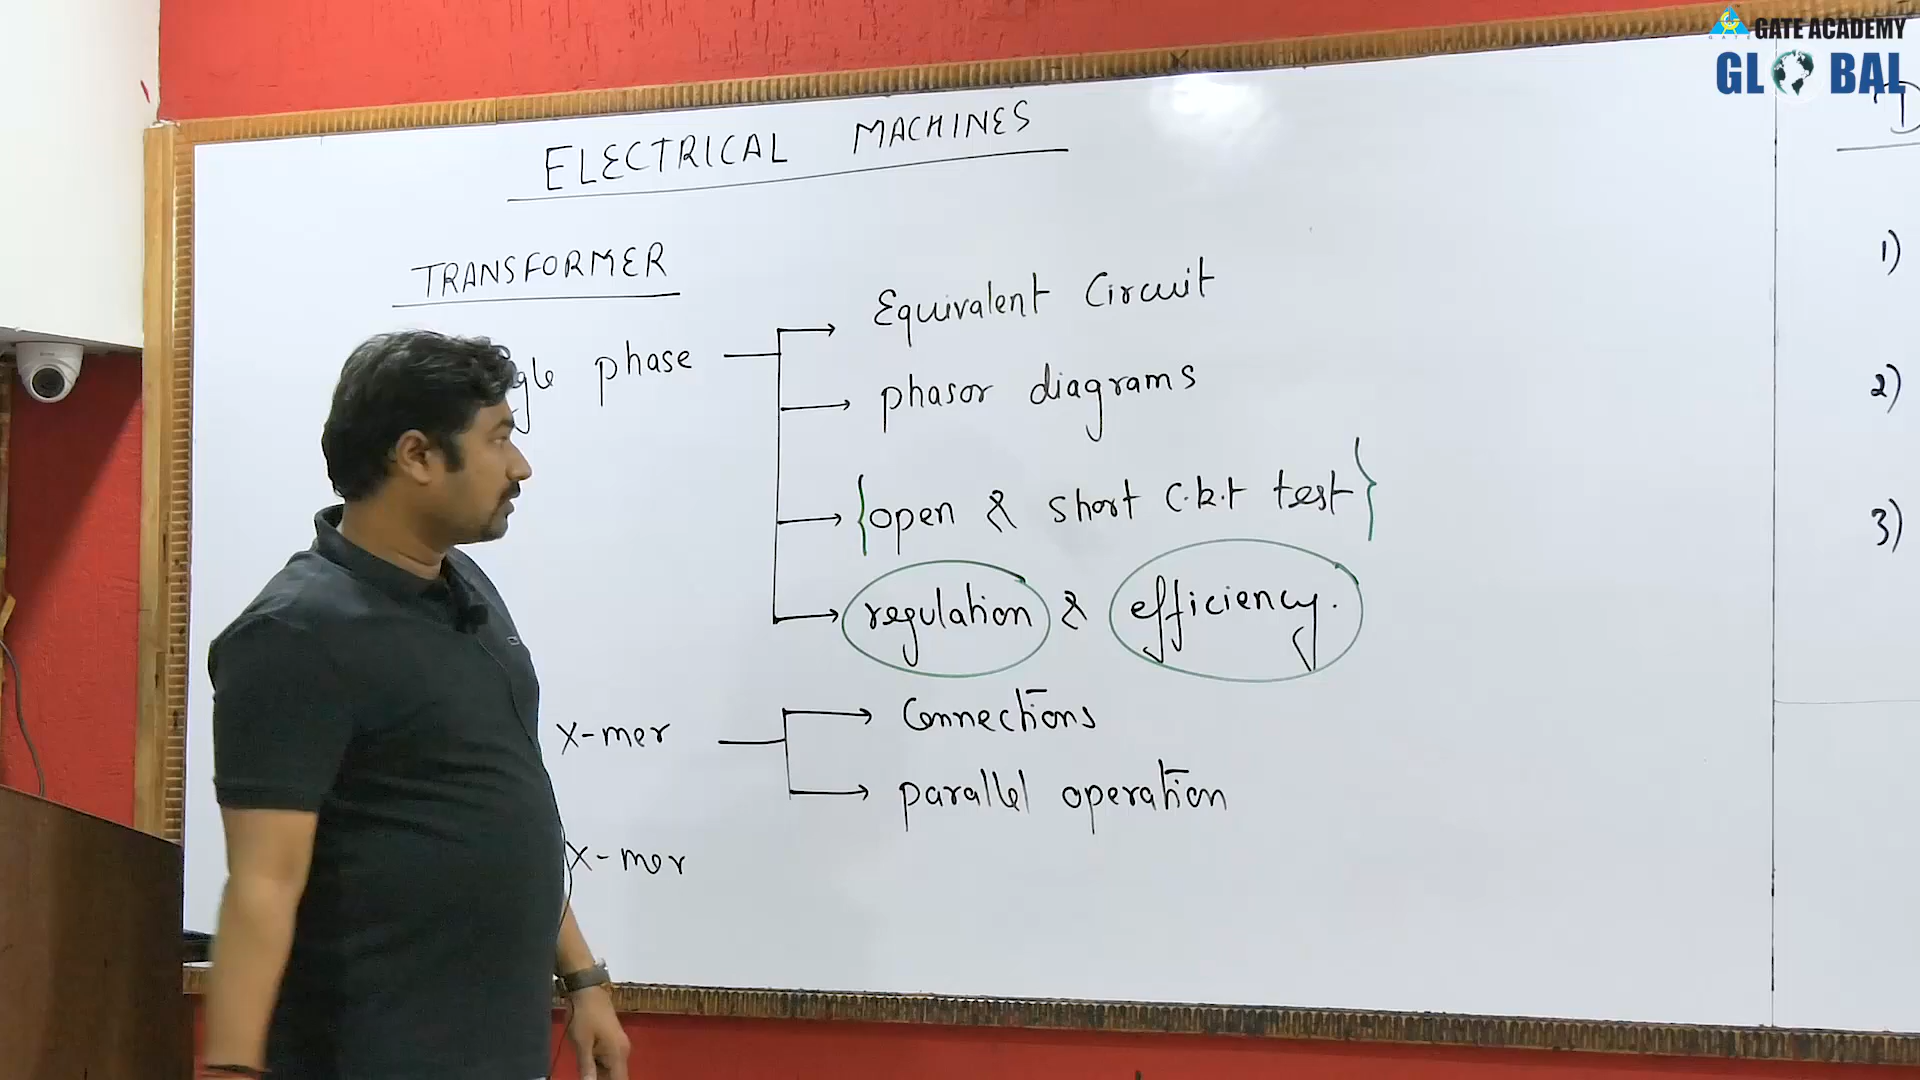 GATE ACADEMY
GLOBAL
ELECTRICAL MACHINES
TRANSFORMER
gle phase
Equivalent Circuit
phasor diagrams
{open & short c.k.t test}
regulation & efficiency.
X-mer
Connections
parallel operation
X-mer
1)
2)
3)